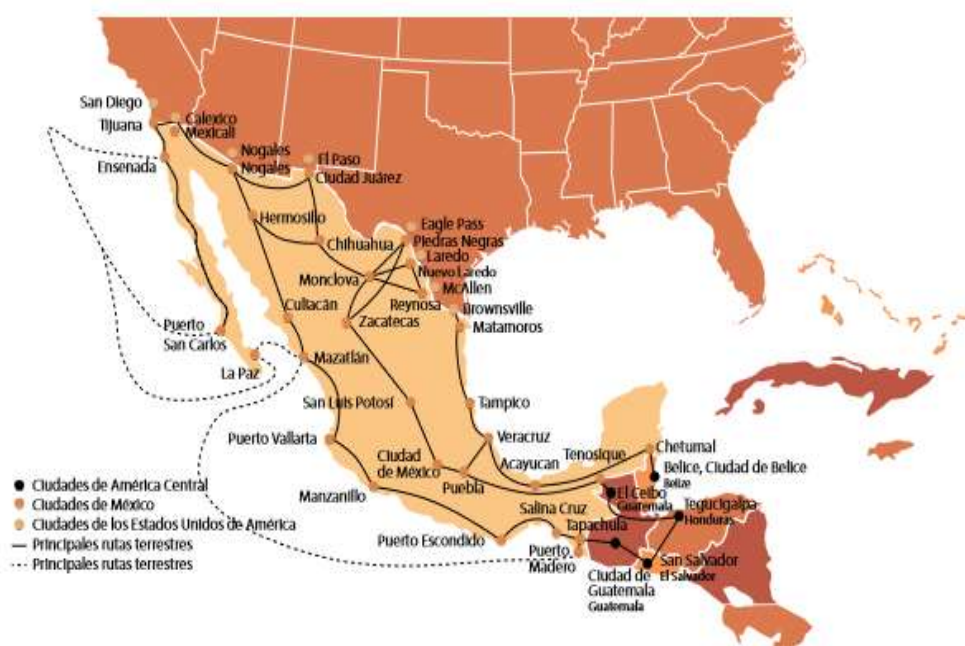 San Diego
Calexico
Tijuana
Mexicali
Nogales
El Paso
Ensenada
Nogales
Ciudad Juárez
Hermosillo
Eagle Pass
Chihuahua
Piedras Negras
Laredo
Monclova
Nuevo Laredo
McAllen
Culiacán
Reynosa
Brownsville
Puerto
San Carlos
Zacatecas
Matamoros
Mazatlán
La Paz
San Luis Potosí
Tampico
Puerto Vallarta
Veracruz
Chetumal
Ciudad
de México
Acayucan
Tenosique
Belice, Ciudad de Belice
Belize
Manzanillo
Puebla
El Ceibo
Guatemala
Tegucigalpa
Honduras
Salina Cruz
Tapachula
Puerto Escondido
Puerto
Madero
San Salvador
El Salvador
Ciudad de
Guatemala
Guatemala
Ciudades de América Central
Ciudades de México
Ciudades de los Estados Unidos de América
Principales rutas terrestres
Principales rutas terrestres